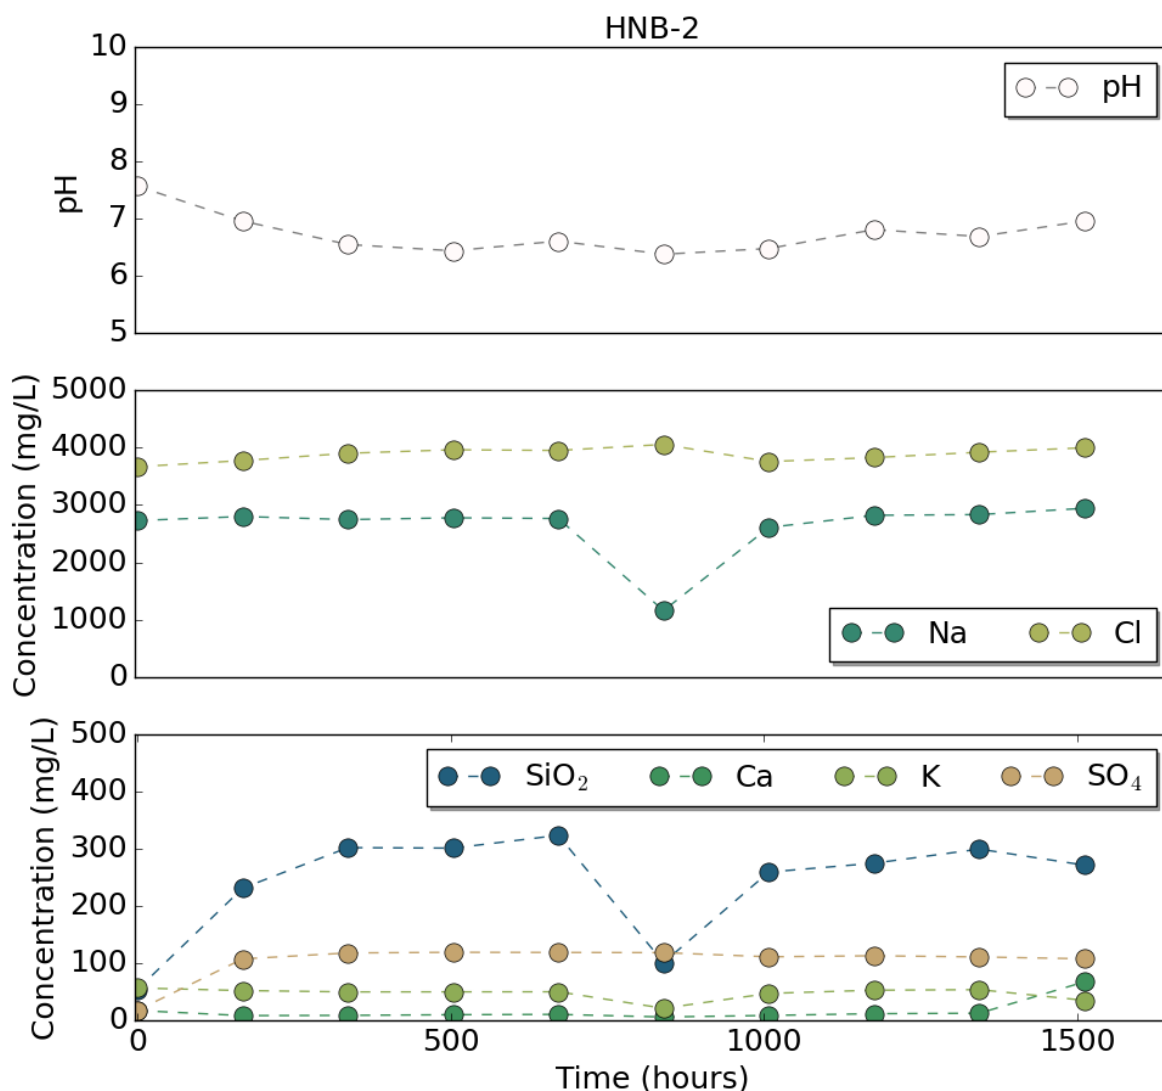 HNB-2
10
9
8
7
6
5
pH
pH
5000
4000
3000
2000
1000
0
Concentration (mg/L)
Na Cl
500
400
300
200
100
0
Concentration (mg/L)
SiO₂ Ca K SO₄
0 500 1000 1500
Time (hours)